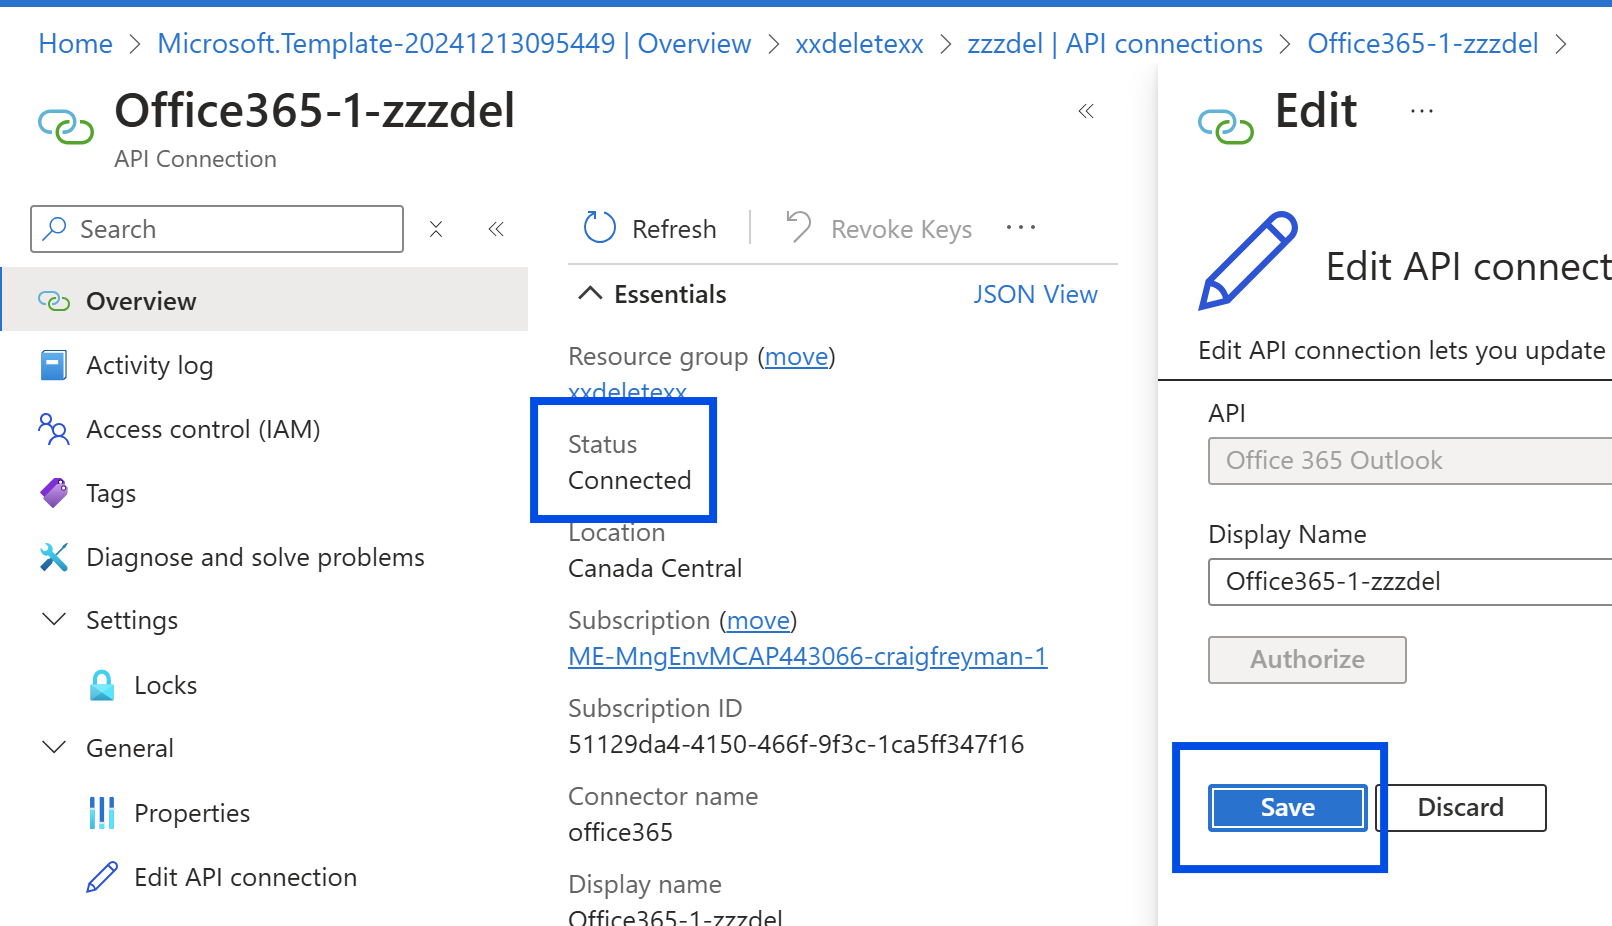 Home > Microsoft.Template-20241213095449 | Overview > xxdeletexx > zzzdel | API connections > Office365-1-zzzdel >
Office365-1-zzzdel
API Connection
Search
Overview
Activity log
Access control (IAM)
Tags
Diagnose and solve problems
Settings
Locks
General
Properties
Edit API connection
Refresh
Revoke Keys
Essentials
JSON View
Resource group (move)
xxdeletexx
Status
Connected
Location
Canada Central
Subscription (move)
ME-MngEnvMCAP443066-craigfreyman-1
Subscription ID
51129da4-4150-466f-9f3c-1ca5ff347f16
Connector name
office365
Display name
Office365-1-zzzdel
Edit
Edit API connect
Edit API connection lets you update
API
Office 365 Outlook
Display Name
Office365-1-zzzdel
Authorize
Save
Discard